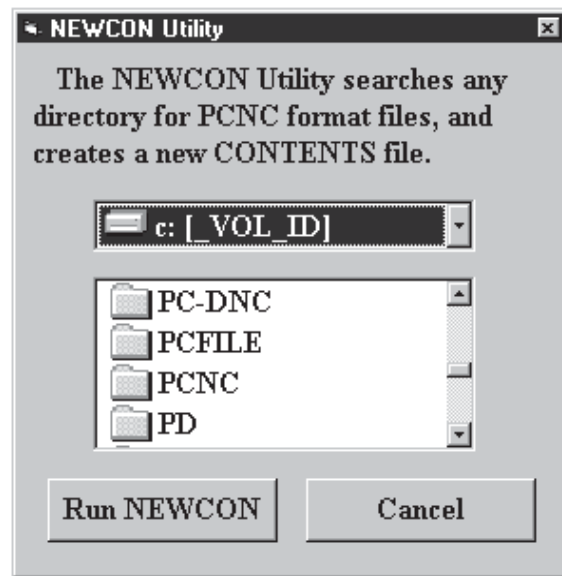 NEWCON Utility
The NEWCON Utility searches any
directory for PCNC format files, and
creates a new CONTENTS file.
c: [_VOL_ID]
PC-DNC
PCFILE
PCNC
PD
Run NEWCON
Cancel